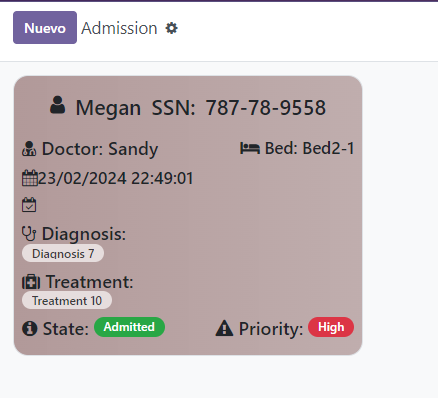 Nuevo Admission
Megan SSN: 787-78-9558
Doctor: Sandy Bed: Bed2-1
23/02/2024 22:49:01
Diagnosis:
Diagnosis 7
Treatment:
Treatment 10
State: Admitted Priority: High